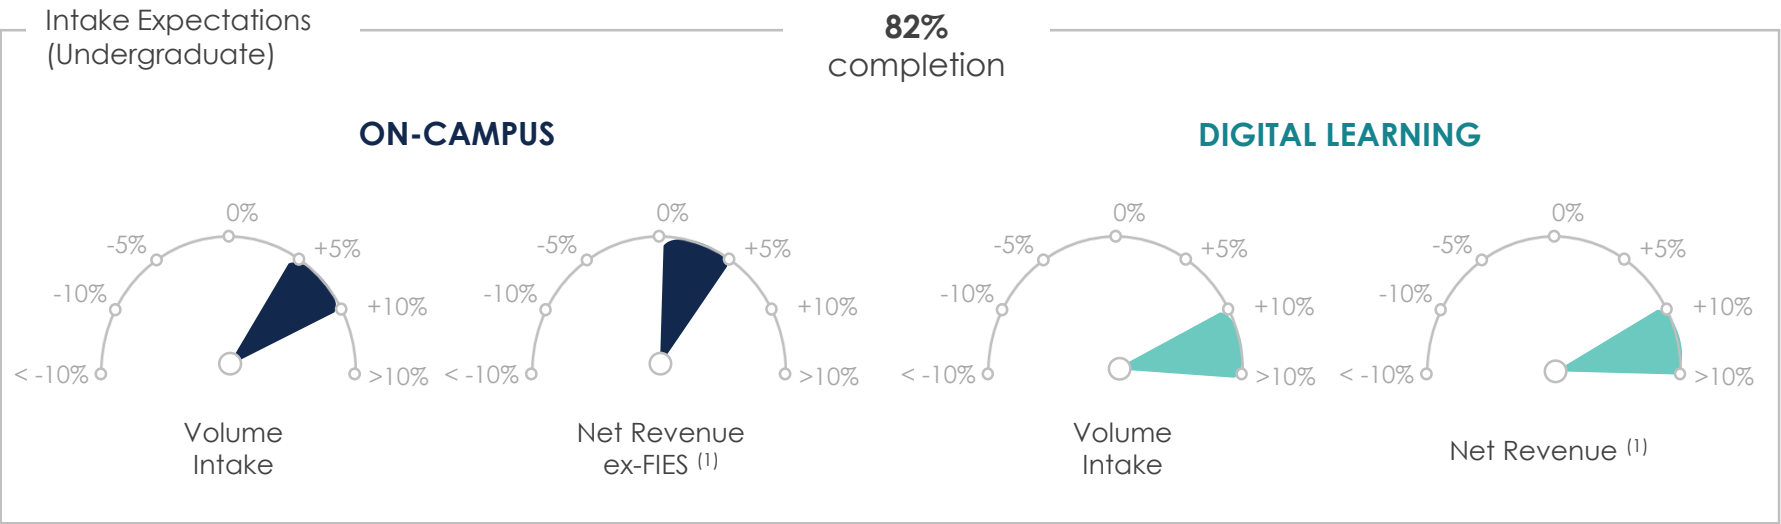 Intake Expectations
(Undergraduate)
82%
completion
ON-CAMPUS
DIGITAL LEARNING
< -10%
-10%
-5%
0%
+5%
+10%
>10%
Volume
Intake
< -10%
-10%
-5%
0%
+5%
+10%
>10%
Net Revenue
ex-FIES (1)
< -10%
-10%
-5%
0%
+5%
+10%
>10%
Volume
Intake
< -10%
-10%
-5%
0%
+5%
+10%
>10%
Net Revenue (1)